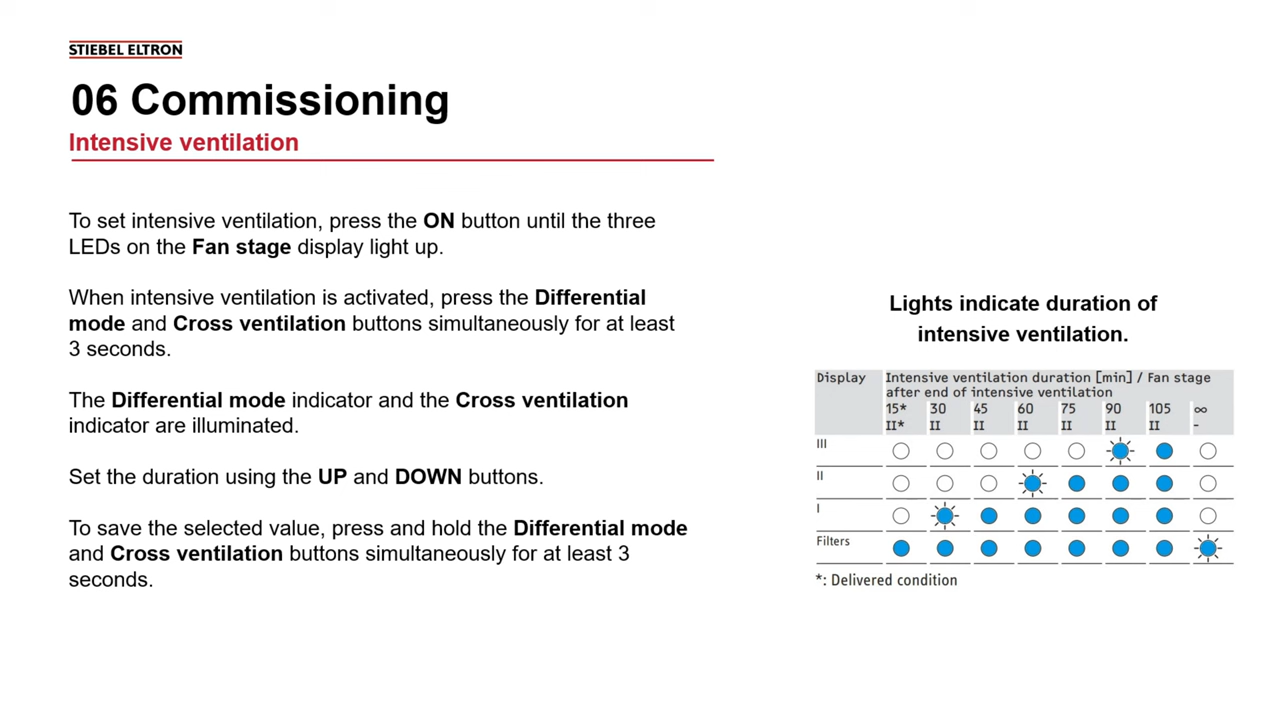 STIEBEL ELTRON
06 Commissioning
Intensive ventilation
To set intensive ventilation, press the ON button until the three
LEDs on the Fan stage display light up.
When intensive ventilation is activated, press the Differential
mode and Cross ventilation buttons simultaneously for at least
3 seconds.
The Differential mode indicator and the Cross ventilation
indicator are illuminated.
Set the duration using the UP and DOWN buttons.
To save the selected value, press and hold the Differential mode
and Cross ventilation buttons simultaneously for at least 3
seconds.
Lights indicate duration of
intensive ventilation.
Display Intensive ventilation duration [min] / Fan stage
after end of intensive ventilation
15* 30 45 60 75 90 105 ∞
II* II II II II II II -
III
II
I
Filters
*: Delivered condition